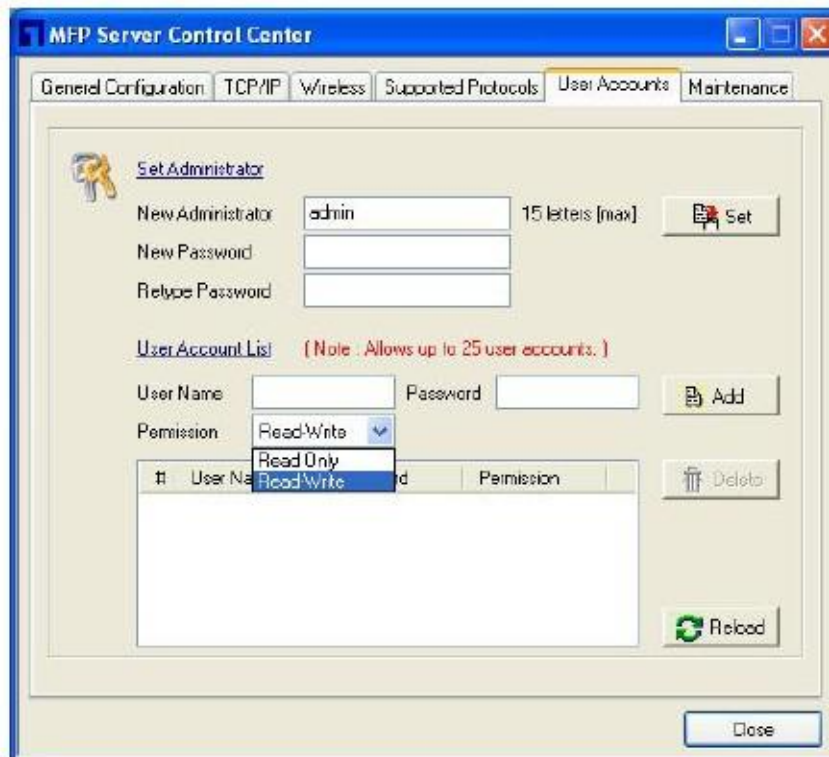 MFP Server Control Center
General Configuration TCP/IP Wireless Supported Protocols User Accounts Maintenance
Set Administrator
New Administrator admin 15 letters [max] Set
New Password
Retype Password
User Account List ( Note : Allows up to 25 user accounts. )
User Name Password Add
Permission Read-Write
Read Only
Read-Write
# User Na rd Permission Delete
Reload
Close